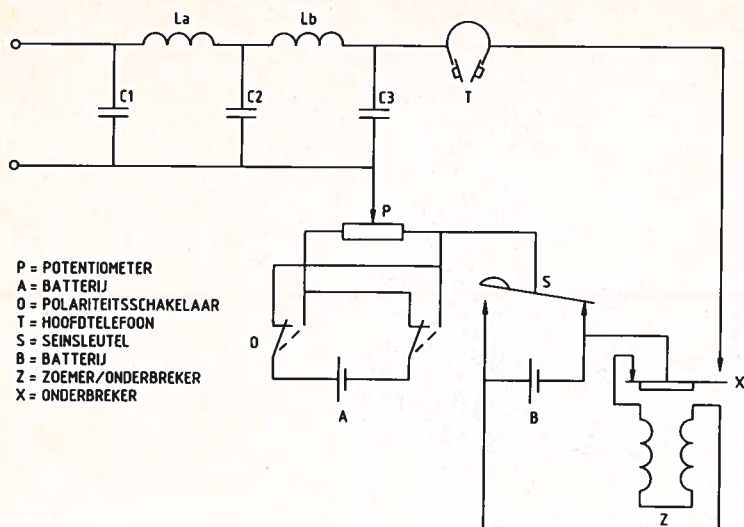 La Lb
C1 C2 C3 T
P
P = POTENTIOMETER
A = BATTERIJ
O = POLARITEITSSCHAKELAAR
T = HOOFDTELEFOON
S = SEINSLEUTEL
B = BATTERIJ
Z = ZOEMER/ONDERBREKER
X = ONDERBREKER
S
O
X
A B
Z